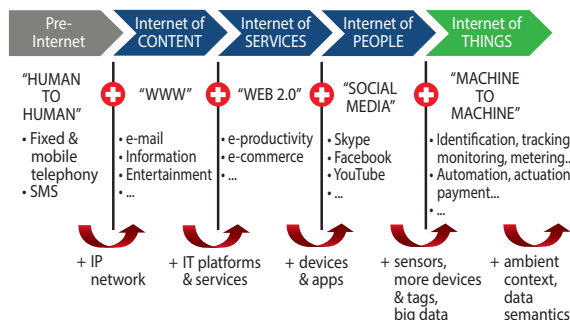 Pre-
Internet
Internet of
CONTENT
Internet of
SERVICES
Internet of
PEOPLE
Internet of
THINGS
“HUMAN
TO
HUMAN”
• Fixed &
mobile
telephony
• SMS
“WWW”
• e-mail
• Information
• Entertainment
• ...
“WEB 2.0”
• e-productivity
• e-commerce
• ...
“SOCIAL
MEDIA”
• Skype
• Facebook
• YouTube
• ...
“MACHINE
TO
MACHINE”
• Identification, tracking
monitoring, metering..
• Automation, actuation
payment...
• ...
+ IP
network
+ IT platforms
& services
+ devices
& apps
+ sensors,
more devices
& tags,
big data
+ ambient
context,
data
semantics